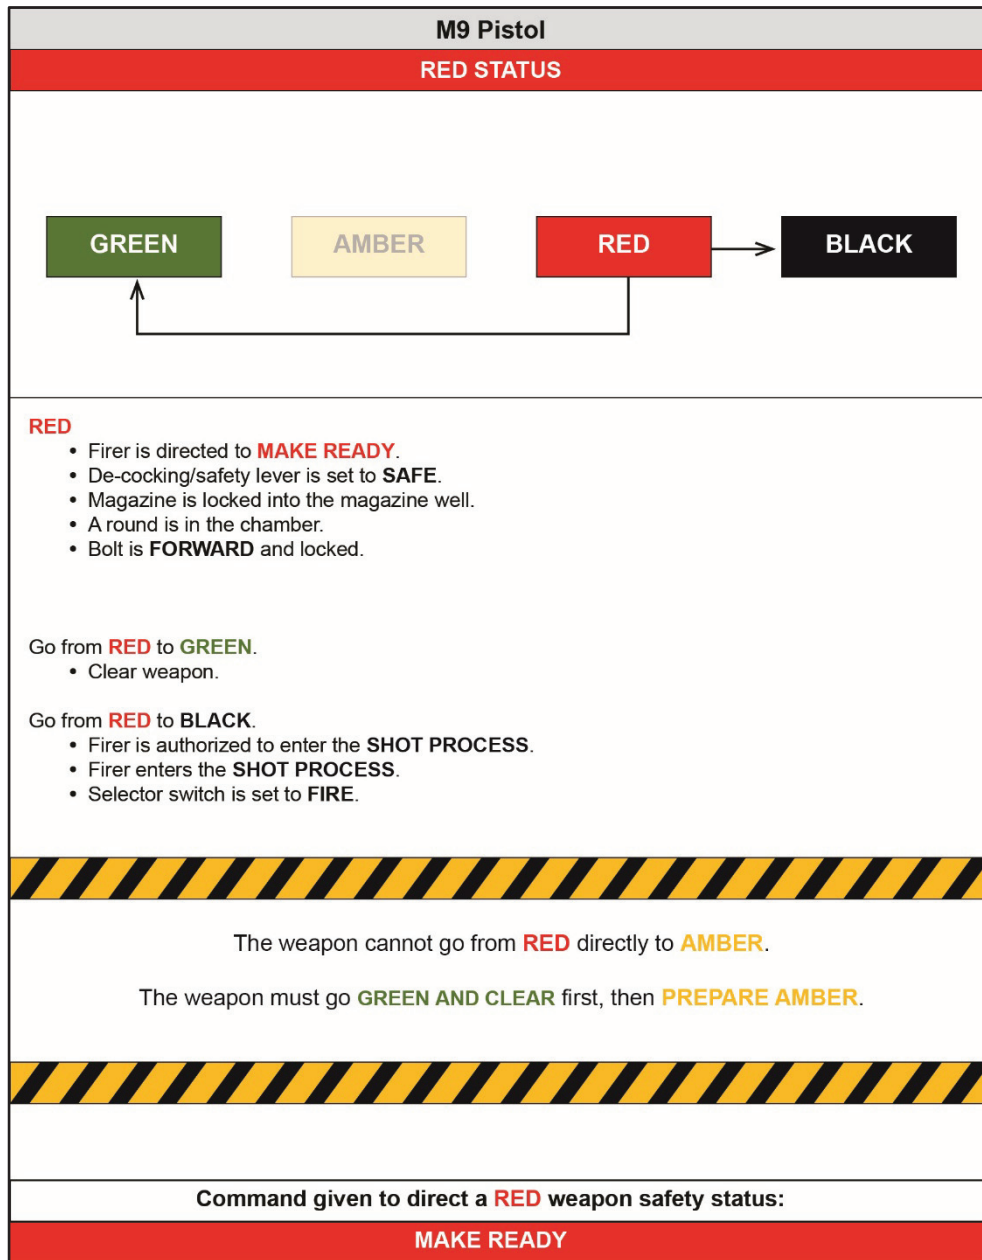 M9 Pistol
RED STATUS
GREEN
AMBER
RED
BLACK
RED
• Firer is directed to MAKE READY.
• De-cocking/safety lever is set to SAFE.
• Magazine is locked into the magazine well.
• A round is in the chamber.
• Bolt is FORWARD and locked.
Go from RED to GREEN.
• Clear weapon.
Go from RED to BLACK.
• Firer is authorized to enter the SHOT PROCESS.
• Firer enters the SHOT PROCESS.
• Selector switch is set to FIRE.
The weapon cannot go from RED directly to AMBER.
The weapon must go GREEN AND CLEAR first, then PREPARE AMBER.
Command given to direct a RED weapon safety status:
MAKE READY